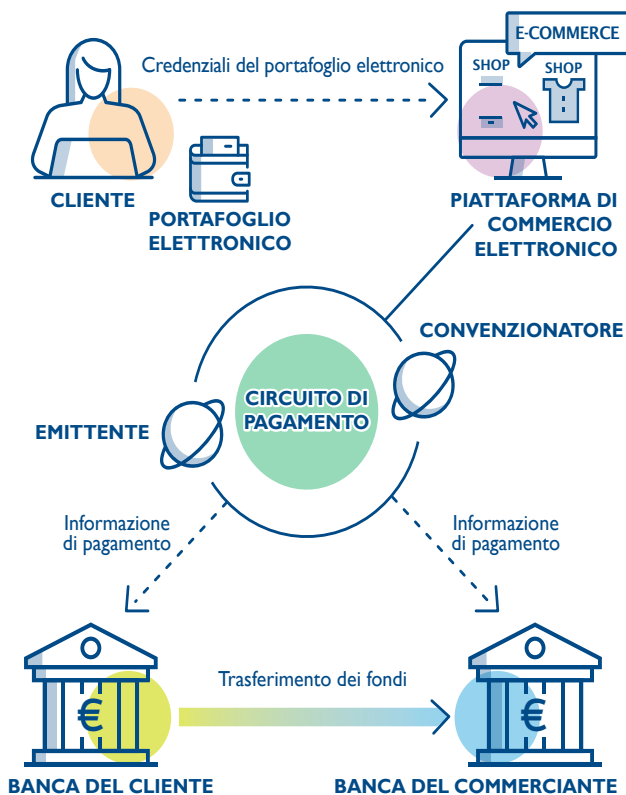 E-COMMERCE
Credenziali del portafoglio elettronico
SHOP
SHOP
CLIENTE
PORTAFOGLIO
ELETTRONICO
PIATTAFORMA DI
COMMERCIO
ELETTRONICO
CONVENZIONATORE
CIRCUITO DI
PAGAMENTO
EMITTENTE
Informazione
di pagamento
Informazione
di pagamento
€
Trasferimento dei fondi
€
BANCA DEL CLIENTE
BANCA DEL COMMERCIANTE